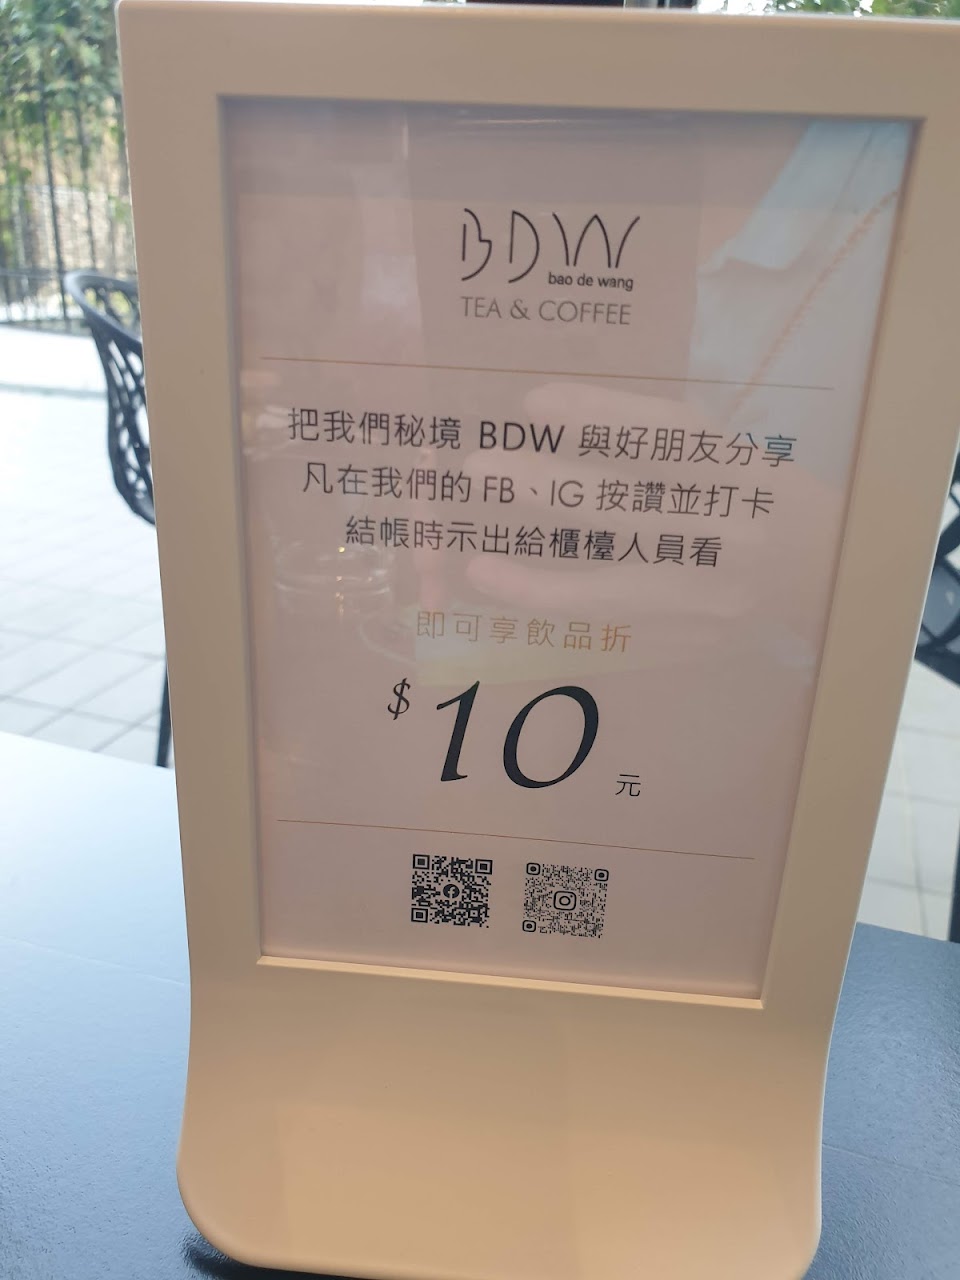 BDW
bao de wang
TEA & COFFEE
把我們秘境 BDW 與好朋友分享
凡在我們的 FB、IG 按讚並打卡
結帳時示出給櫃檯人員看
即可享飲品折
$10元